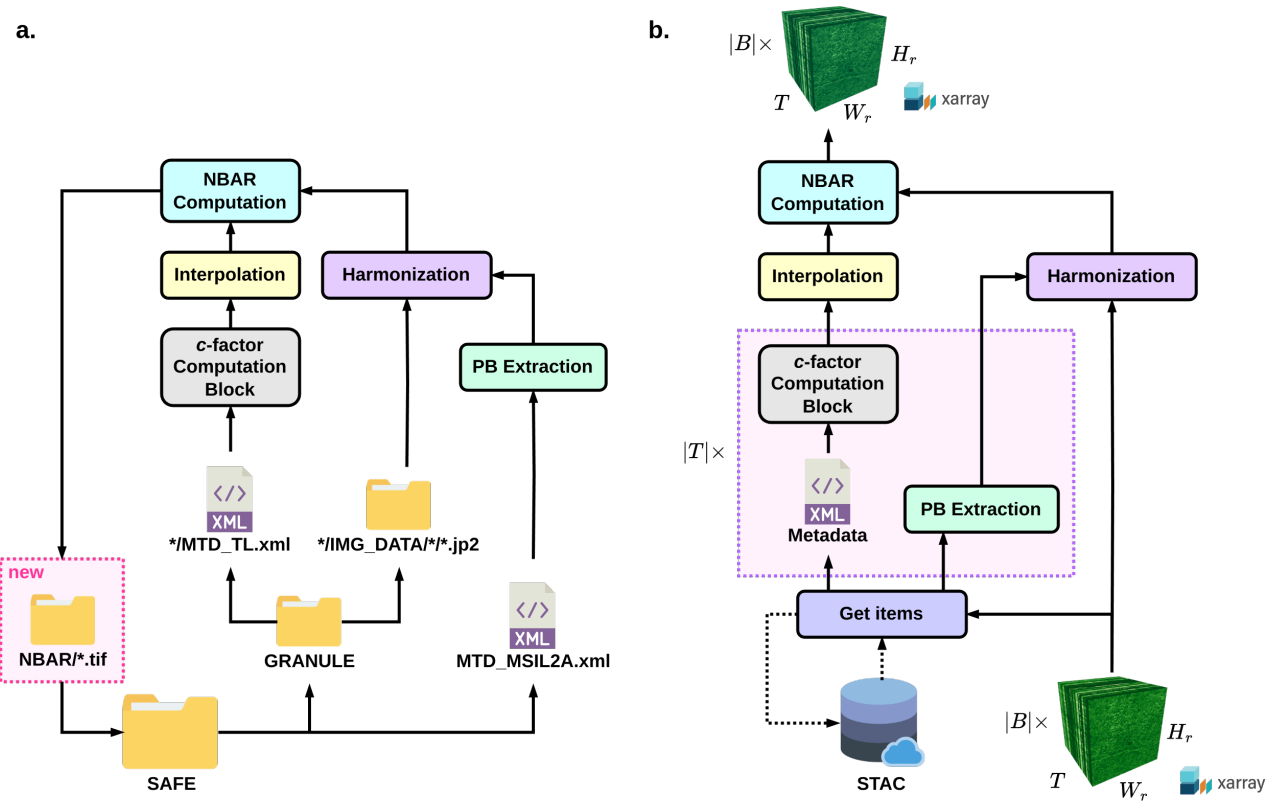 a.
NBAR
Computation
Interpolation
Harmonization
c-factor
Computation
Block
PB Extraction
</>
XML
*/MTD_TL.xml
*/IMG_DATA/*/*.jp2
new
NBAR/*.tif
GRANULE
</>
XML
MTD_MSIL2A.xml
SAFE
b.
|B|×
H_r
T
W_r
xarray
NBAR
Computation
Interpolation
Harmonization
c-factor
Computation
Block
|T|×
</>
XML
Metadata
PB Extraction
Get items
STAC
|B|×
H_r
T
W_r
xarray